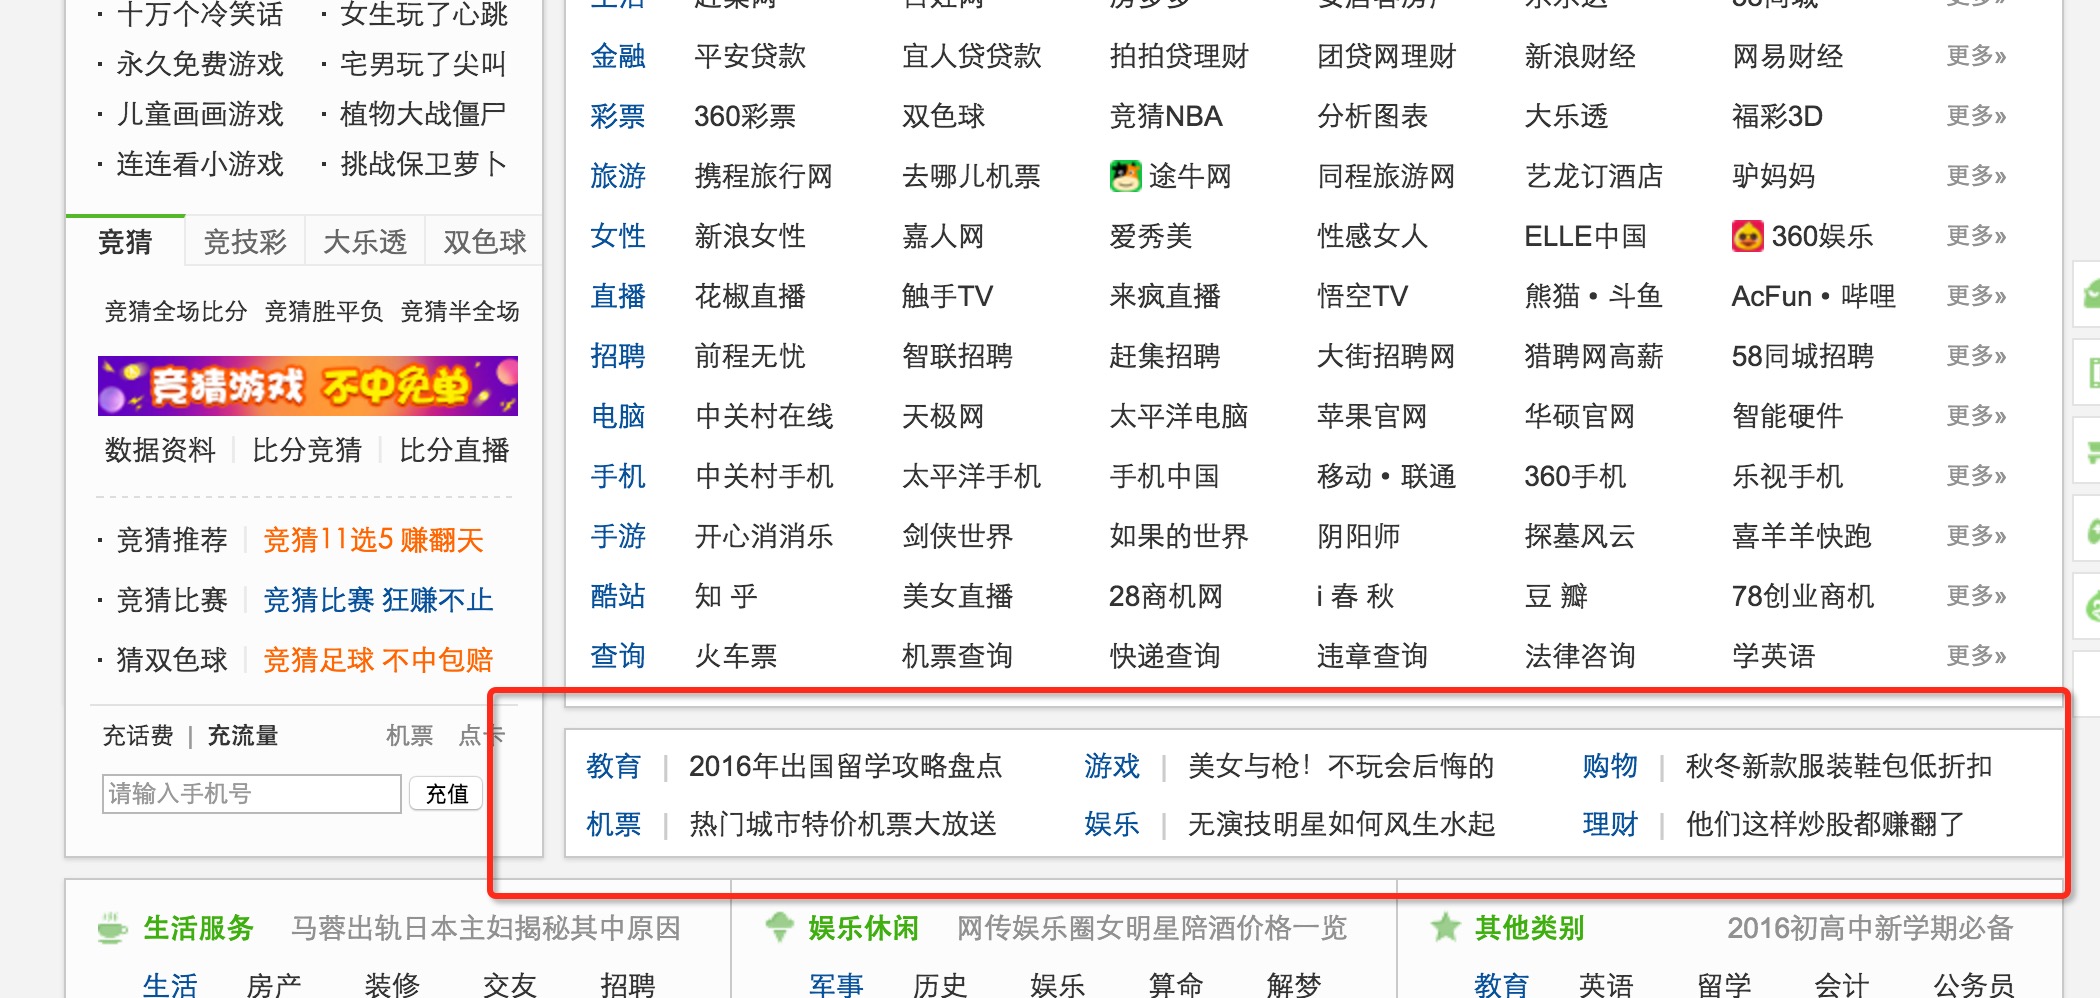 · 十万个冷笑话 · 女生玩了心跳
· 永久免费游戏 · 宅男玩了尖叫
· 儿童画画游戏 · 植物大战僵尸
· 连连看小游戏 · 挑战保卫萝卜
竞猜 竞技彩 大乐透 双色球
竞猜全场比分 竞猜胜平负 竞猜半全场
竞猜游戏 不中免单
数据资料 | 比分竞猜 | 比分直播
· 竞猜推荐 | 竞猜11选5 赚翻天
· 竞猜比赛 | 竞猜比赛 狂赚不止
· 猜双色球 | 竞猜足球 不中包赔
充话费 | 充流量 机票 点卡
请输入手机号 充值
金融 平安贷款 宜人贷贷款 拍拍贷理财 团贷网理财 新浪财经 网易财经 更多»
彩票 360彩票 双色球 竞猜NBA 分析图表 大乐透 福彩3D 更多»
旅游 携程旅行网 去哪儿机票 途牛网 同程旅游网 艺龙订酒店 驴妈妈 更多»
女性 新浪女性 嘉人网 爱秀美 性感女人 ELLE中国 360娱乐 更多»
直播 花椒直播 触手TV 来疯直播 悟空TV 熊猫 • 斗鱼 AcFun • 哔哩 更多»
招聘 前程无忧 智联招聘 赶集招聘 大街招聘网 猎聘网高薪 58同城招聘 更多»
电脑 中关村在线 天极网 太平洋电脑 苹果官网 华硕官网 智能硬件 更多»
手机 中关村手机 太平洋手机 手机中国 移动 • 联通 360手机 乐视手机 更多»
手游 开心消消乐 剑侠世界 如果的世界 阴阳师 探墓风云 喜羊羊快跑 更多»
酷站 知 乎 美女直播 28商机网 i 春 秋 豆 瓣 78创业商机 更多»
查询 火车票 机票查询 快递查询 违章查询 法律咨询 学英语 更多»
教育 | 2016年出国留学攻略盘点 游戏 | 美女与枪！不玩会后悔的 购物 | 秋冬新款服装鞋包低折扣
机票 | 热门城市特价机票大放送 娱乐 | 无演技明星如何风生水起 理财 | 他们这样炒股都赚翻了
生活服务 马蓉出轨日本主妇揭秘其中原因 娱乐休闲 网传娱乐圈女明星陪酒价格一览 其他类别 2016初高中新学期必备
生活 房产 装修 交友 招聘 军事 历史 娱乐 算命 解梦 教育 英语 留学 会计 公务员